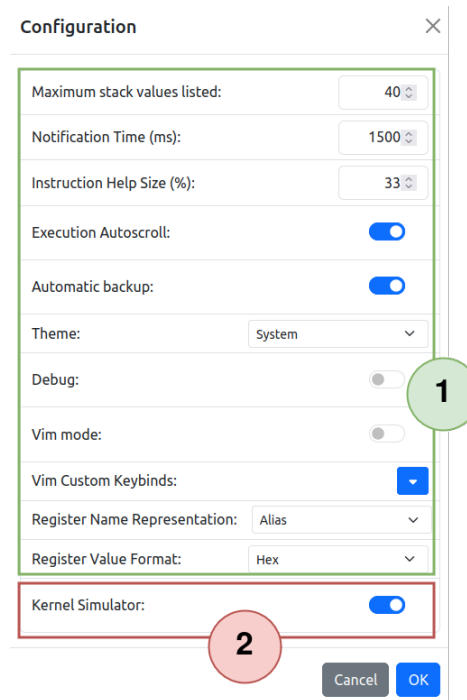 Configuration
Maximum stack values listed: 40
Notification Time (ms): 1500
Instruction Help Size (%): 33
Execution Autoscroll:
Automatic backup:
Theme: System
Debug:
1
Vim mode:
Vim Custom Keybinds:
Register Name Representation: Alias
Register Value Format: Hex
Kernel Simulator:
2
Cancel OK